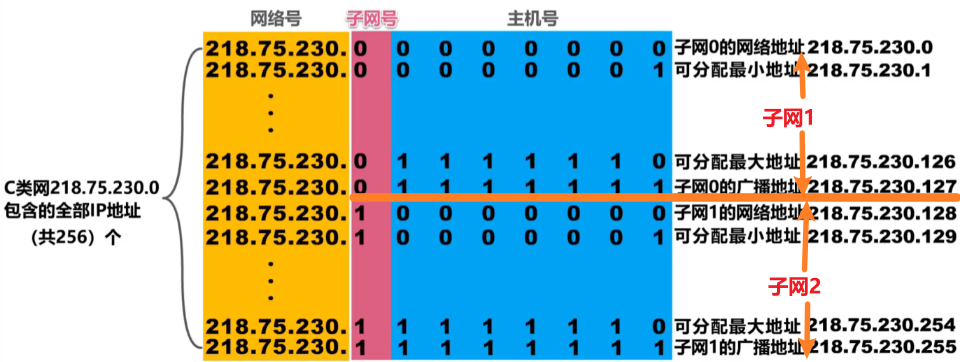 网络号 子网号 主机号
218.75.230. 0 0 0 0 0 0 0 0 子网0的网络地址 218.75.230.0
218.75.230. 0 0 0 0 0 0 0 1 可分配最小地址 218.75.230.1
子网1
218.75.230. 0 1 1 1 1 1 1 0 可分配最大地址 218.75.230.126
218.75.230. 0 1 1 1 1 1 1 1 子网0的广播地址 218.75.230.127
C类网218.75.230.0
包含的全部IP地址
（共256）个
218.75.230. 1 0 0 0 0 0 0 0 子网1的网络地址 218.75.230.128
218.75.230. 1 0 0 0 0 0 0 1 可分配最小地址 218.75.230.129
子网2
218.75.230. 1 1 1 1 1 1 1 0 可分配最大地址 218.75.230.254
218.75.230. 1 1 1 1 1 1 1 1 子网1的广播地址 218.75.230.255